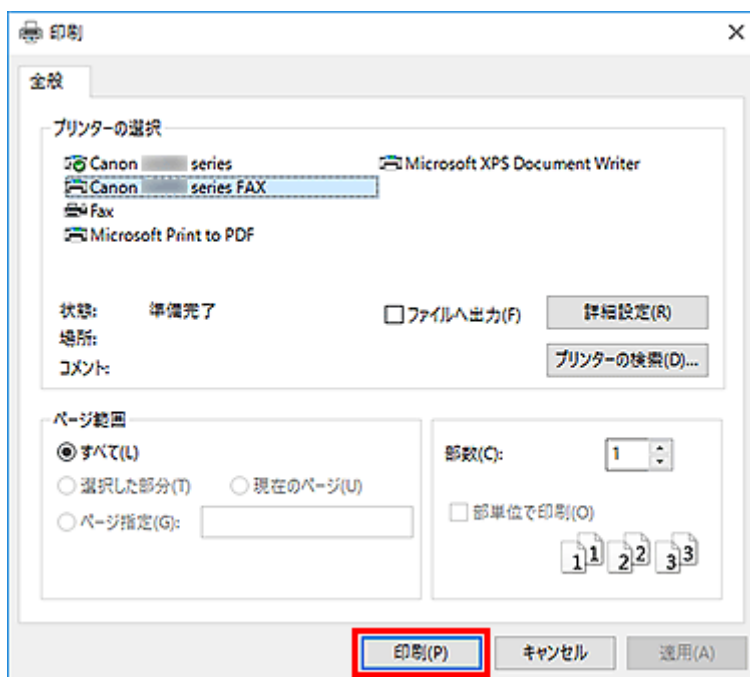 印刷
全般
プリンターの選択
Canon series
Microsoft XPS Document Writer
Canon series FAX
Fax
Microsoft Print to PDF
状態: 準備完了
ファイルへ出力(F)
詳細設定(R)
場所:
プリンターの検索(D)...
コメント:
ページ範囲
すべて(L)
部数(C): 1
選択した部分(T) 現在のページ(U)
ページ指定(G):
部単位で印刷(O)
1 1 2 2 3 3
印刷(P) キャンセル 適用(A)